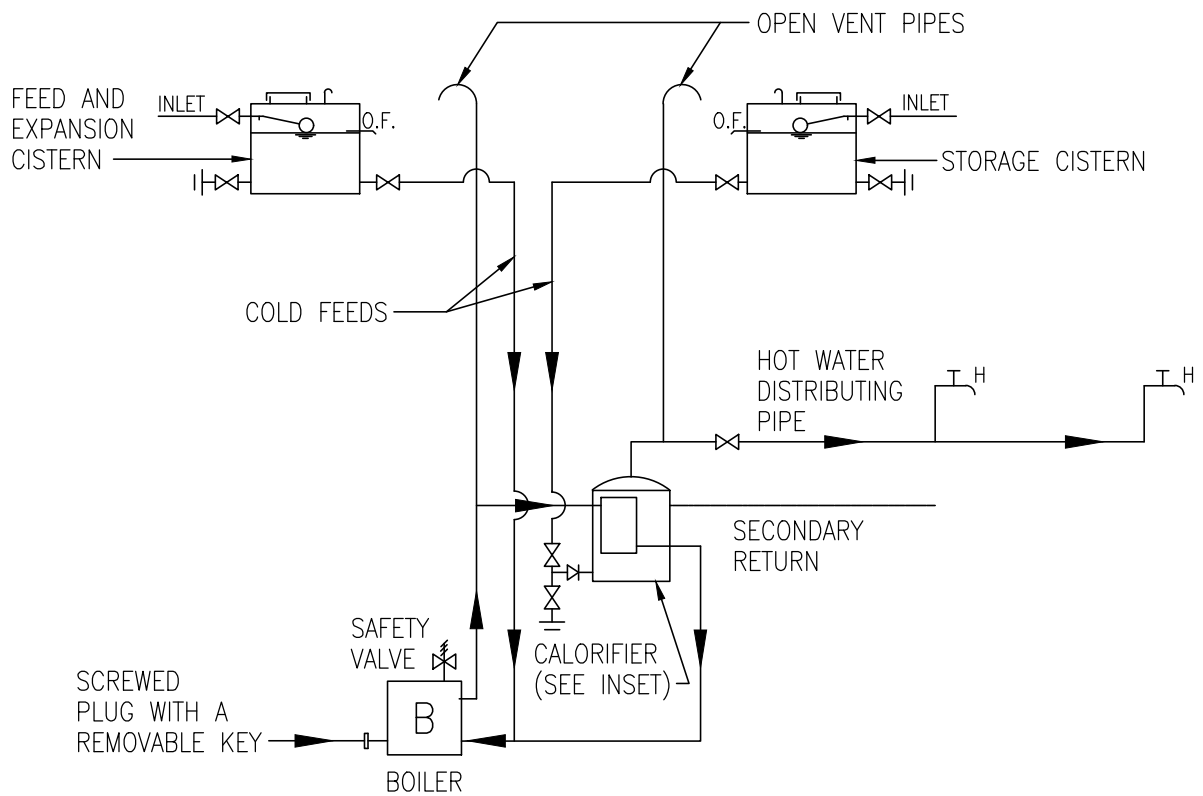 OPEN VENT PIPES
FEED AND
EXPANSION
CISTERN
INLET
O.F.
O.F.
INLET
STORAGE CISTERN
COLD FEEDS
HOT WATER
DISTRIBUTING
PIPE
H
H
SECONDARY
RETURN
SAFETY
VALVE
CALORIFIER
(SEE INSET)
SCREWED
PLUG WITH A
REMOVABLE KEY
B
BOILER